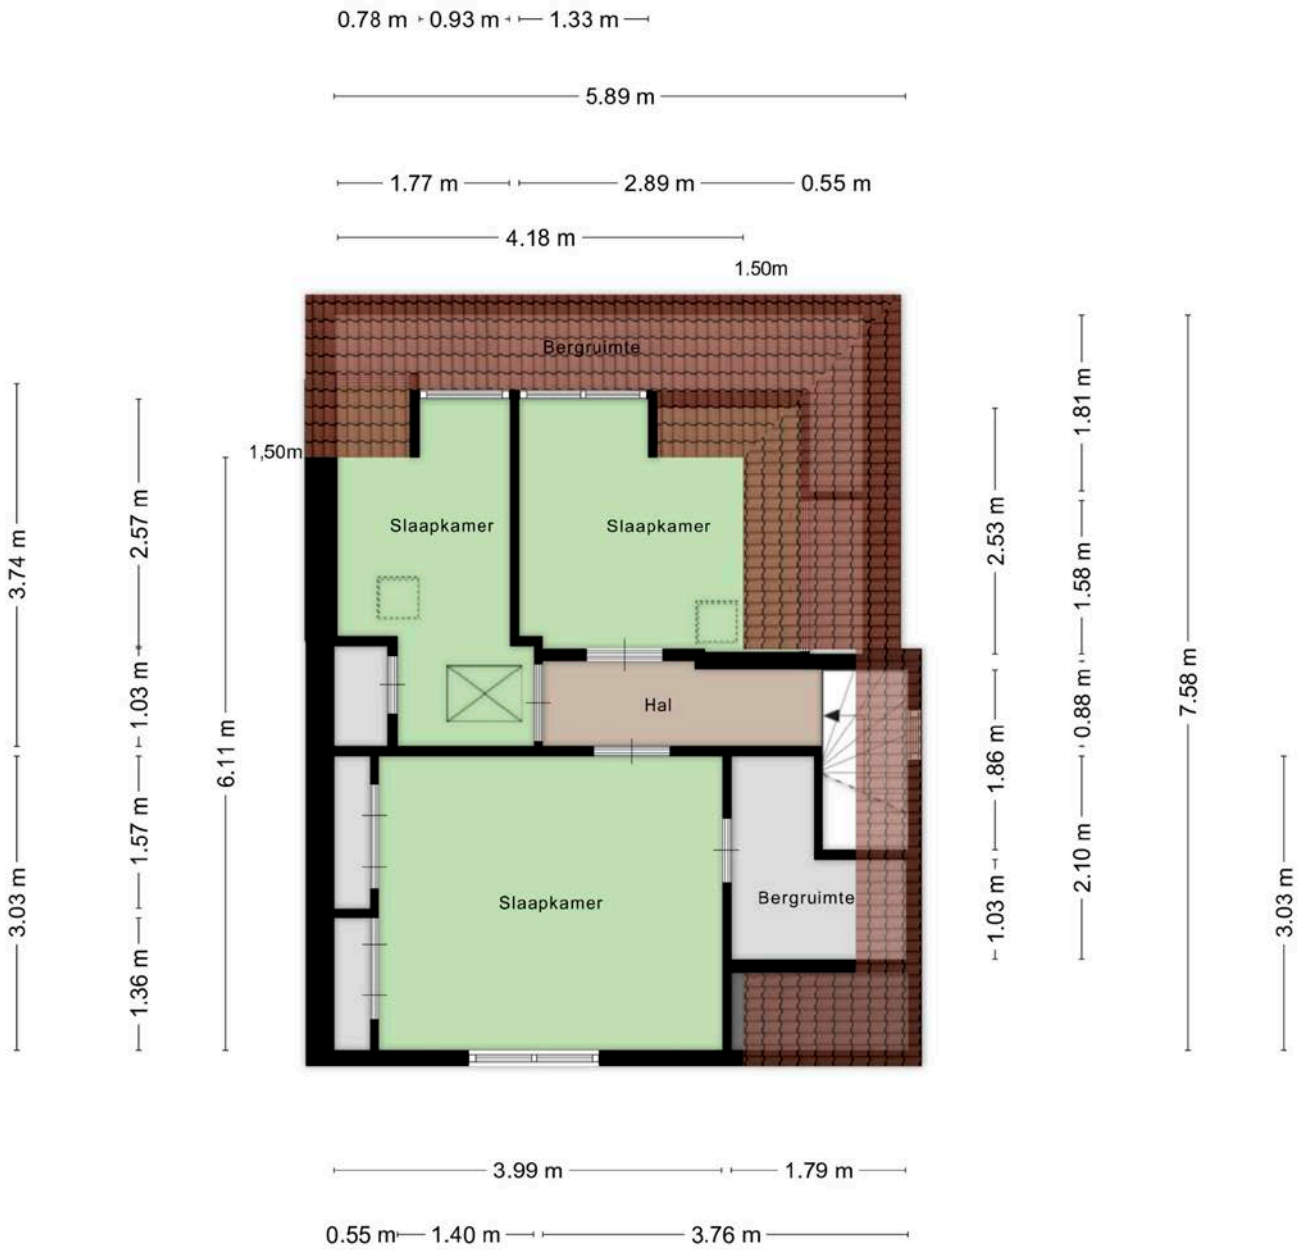 0.78 m 0.93 m 1.33 m
5.89 m
1.77 m 2.89 m 0.55 m
4.18 m
1.50m
Bergruimte
1,50m
Slaapkamer Slaapkamer
Hal
Slaapkamer
Bergruimte
3.74 m
3.03 m
2.57 m
1.03 m
1.57 m
1.36 m
6.11 m
2.53 m
1.86 m
1.03 m
1.81 m
1.58 m
0.88 m
2.10 m
7.58 m
3.03 m
3.99 m 1.79 m
0.55 m 1.40 m 3.76 m